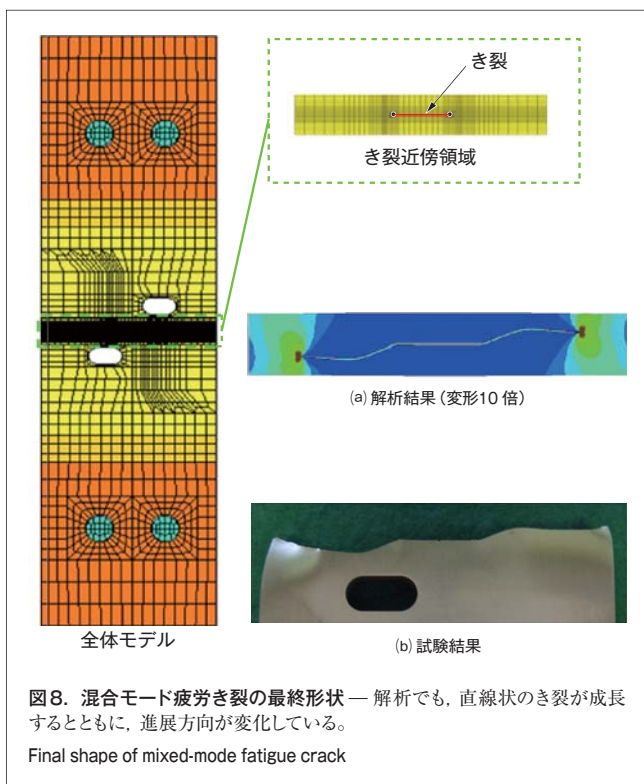 き裂
き裂近傍領域
(a) 解析結果（変形10 倍）
全体モデル
(b) 試験結果
図8．混合モード疲労き裂の最終形状 ― 解析でも，直線状のき裂が成長
するとともに，進展方向が変化している。
Final shape of mixed-mode fatigue crack